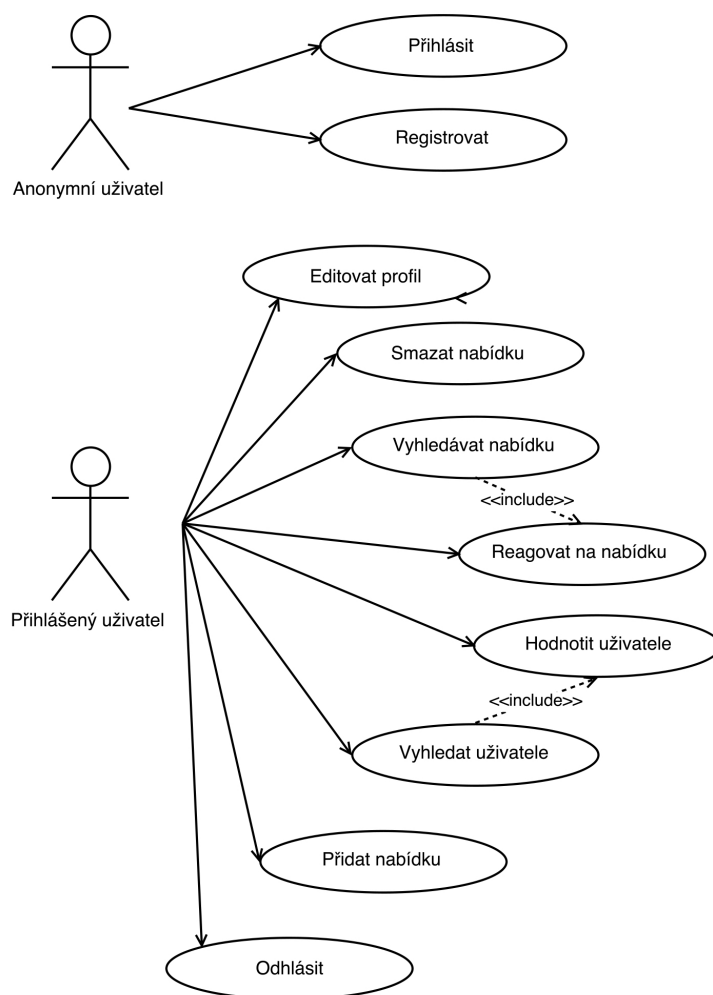 Přihlásit
Registrovat
Anonymní uživatel
Editovat profil
Smazat nabídku
Vyhledávat nabídku
<<include>>
Reagovat na nabídku
Přihlášený uživatel
Hodnotit uživatele
<<include>>
Vyhledat uživatele
Přidat nabídku
Odhlásit